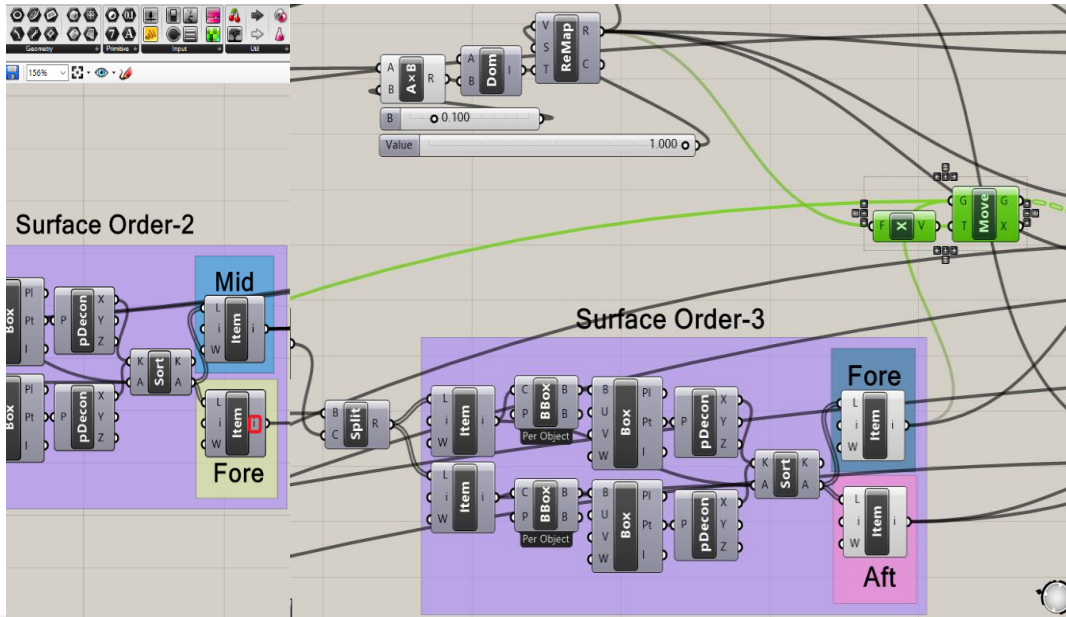 Geometry + Primitive + Input + Util
156%
A
B
A×B
R
A
B
Dom
I
V
S
T
ReMap
R
C
B 0.100
Value 1.000
F X V
G
T
Move
G
X
Surface Order-2
Mid
Pl
Pt
I
Box
P
pDecon
X
Y
Z
K
A
Sort
K
A
L
i
W
Item
i
Pl
Pt
I
Box
P
pDecon
X
Y
Z
L
i
W
Item
i
Fore
Surface Order-3
B
C
Split
R
L
i
W
Item
i
C
P
BBox
B
B
Per Object
B
U
V
W
Box
Pl
Pt
I
P
pDecon
X
Y
Z
L
i
W
Item
i
C
P
BBox
B
B
Per Object
B
U
V
W
Box
Pl
Pt
I
P
pDecon
X
Y
Z
K
A
Sort
K
A
Fore
L
i
W
Item
i
L
i
W
Item
i
Aft